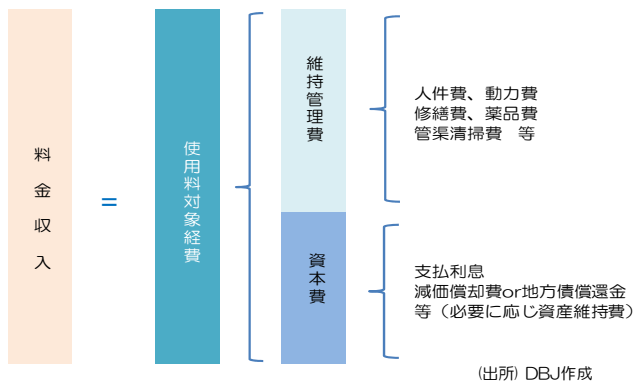 料金収入
=
使用料対象経費
維持管理費
人件費、動力費
修繕費、薬品費
管渠清掃費　等
資本費
支払利息
減価償却費or地方債償還金
等（必要に応じ資産維持費）
(出所) DBJ作成